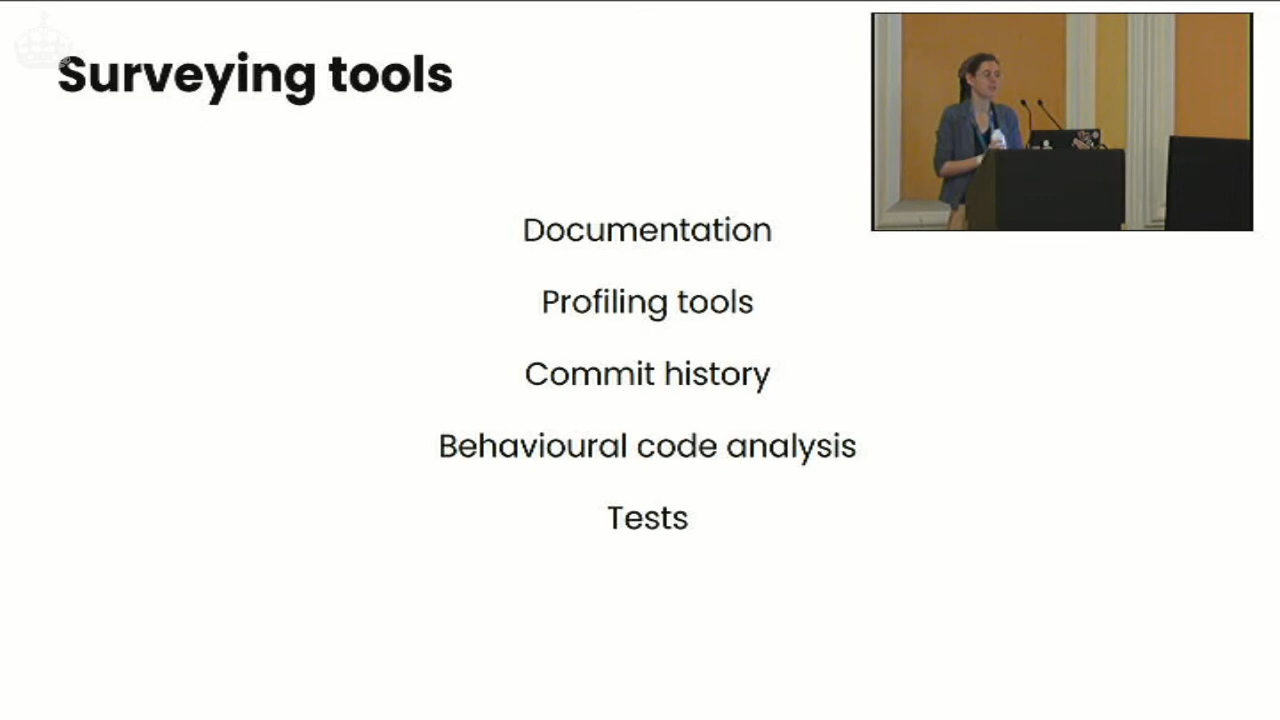 Surveying tools
Documentation
Profiling tools
Commit history
Behavioural code analysis
Tests